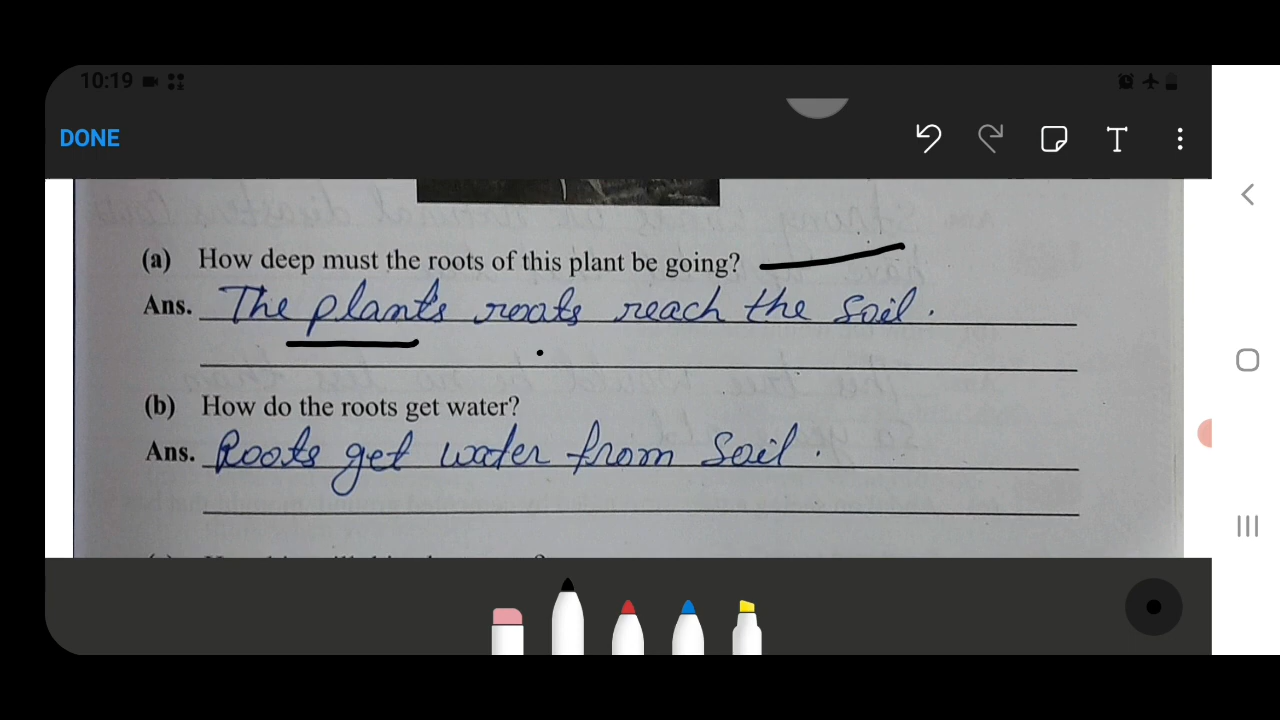 10:19
DONE
T
(a) How deep must the roots of this plant be going?
Ans. The plants roots reach the soil.
(b) How do the roots get water?
Ans. Roots get water from soil.